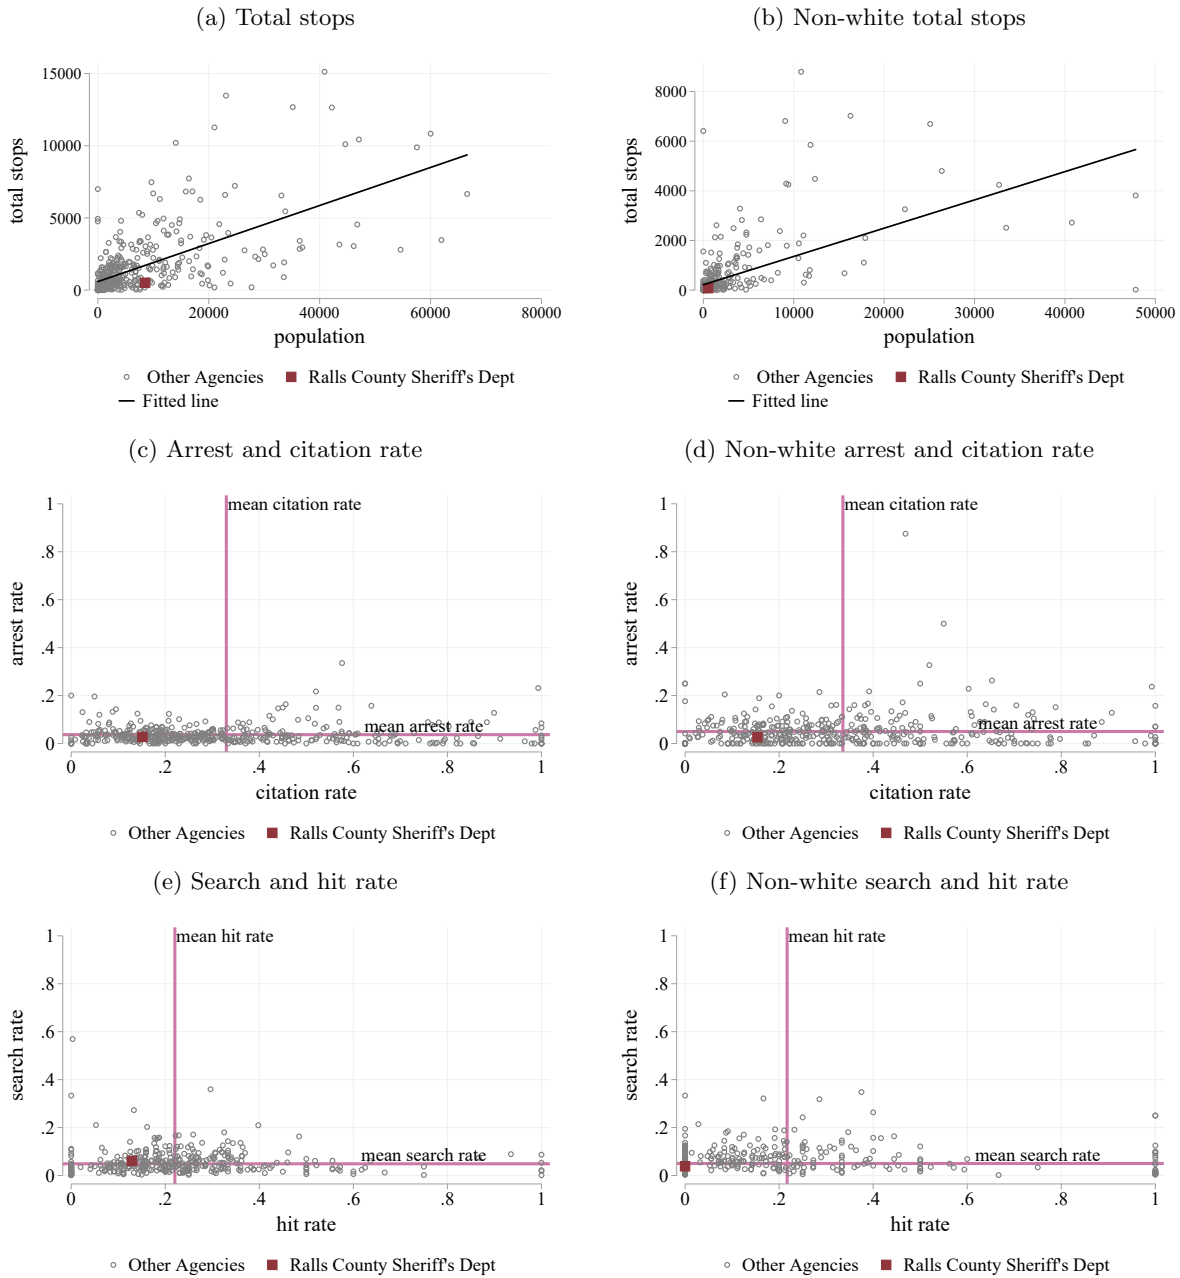 (a) Total stops
(b) Non-white total stops
total stops
15000
10000
5000
0
0 20000 40000 60000 80000
population
Other Agencies Ralls County Sheriff's Dept
Fitted line
total stops
8000
6000
4000
2000
0
0 10000 20000 30000 40000 50000
population
Other Agencies Ralls County Sheriff's Dept
Fitted line
(c) Arrest and citation rate
(d) Non-white arrest and citation rate
arrest rate
1
.8
.6
.4
.2
0
mean citation rate
mean arrest rate
0 .2 .4 .6 .8 1
citation rate
Other Agencies Ralls County Sheriff's Dept
arrest rate
1
.8
.6
.4
.2
0
mean citation rate
mean arrest rate
0 .2 .4 .6 .8 1
citation rate
Other Agencies Ralls County Sheriff's Dept
(e) Search and hit rate
(f) Non-white search and hit rate
search rate
1
.8
.6
.4
.2
0
mean hit rate
mean search rate
0 .2 .4 .6 .8 1
hit rate
Other Agencies Ralls County Sheriff's Dept
search rate
1
.8
.6
.4
.2
0
mean hit rate
mean search rate
0 .2 .4 .6 .8 1
hit rate
Other Agencies Ralls County Sheriff's Dept